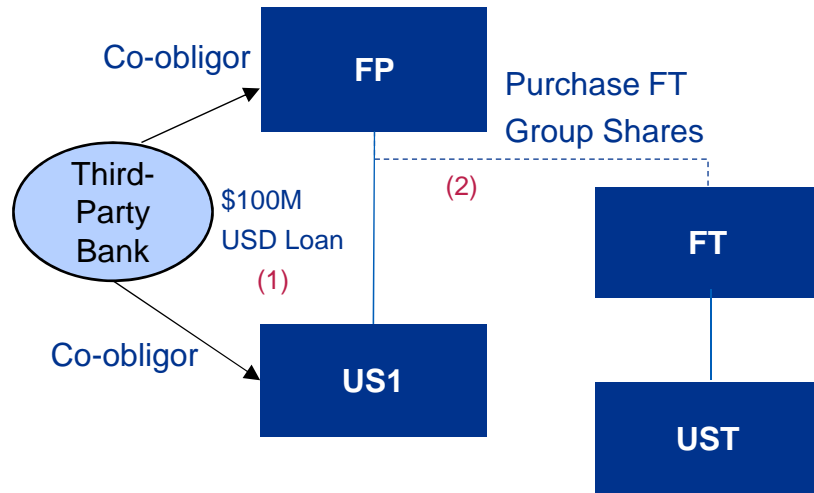 Co-obligor
FP
Purchase FT
Group Shares
Third-
Party
Bank
$100M
USD Loan
(1)
(2)
FT
Co-obligor
US1
UST